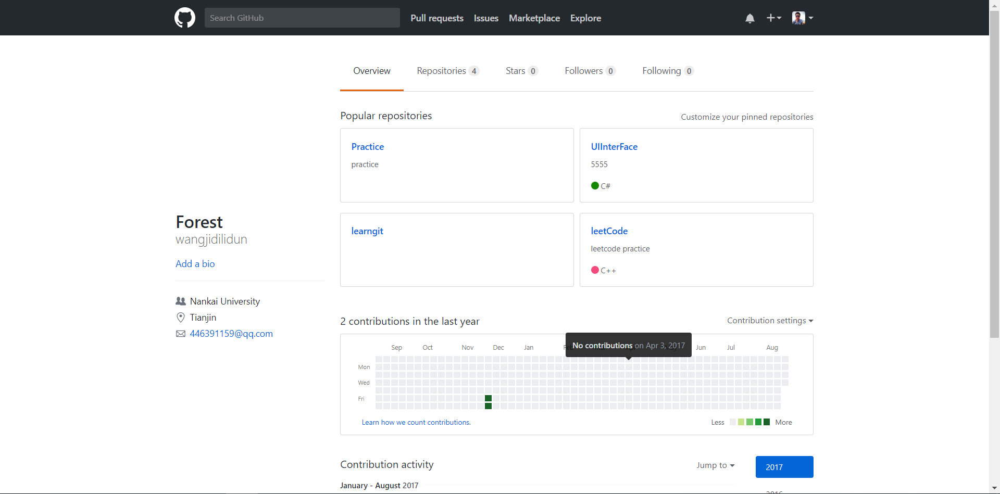 Search GitHub Pull requests Issues Marketplace Explore
Overview Repositories 4 Stars 0 Followers 0 Following 0
Popular repositories Customize your pinned repositories
Practice
practice
UIInterFace
5555
C#
learngit
leetCode
leetcode practice
C++
Forest
wangjidilidun
Add a bio
Nankai University
Tianjin
446391159@qq.com
2 contributions in the last year Contribution settings
No contributions on Apr 3, 2017
Sep Oct Nov Dec Jan Jun Jul Aug
Mon
Wed
Fri
Learn how we count contributions. Less More
Contribution activity Jump to 2017
January - August 2017